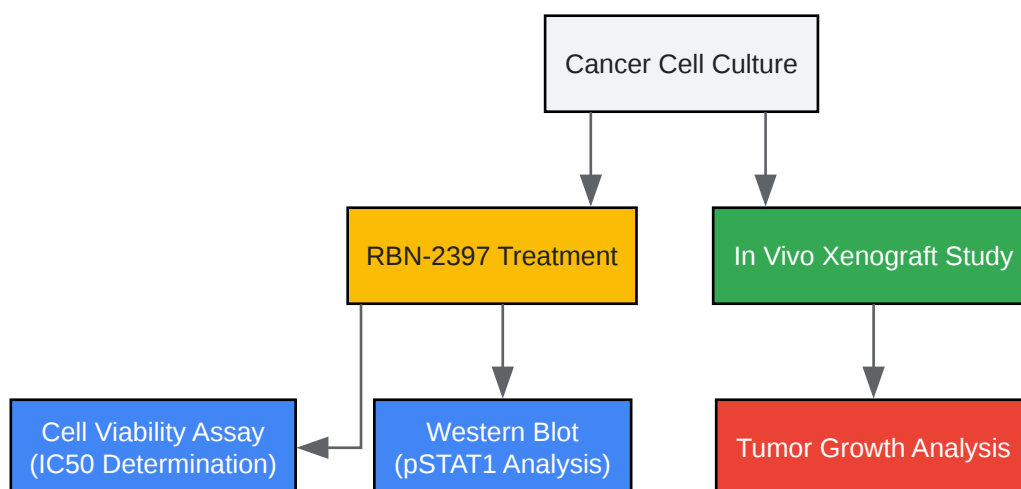 Cancer Cell Culture
RBN-2397 Treatment
In Vivo Xenograft Study
Cell Viability Assay
(IC50 Determination)
Western Blot
(pSTAT1 Analysis)
Tumor Growth Analysis